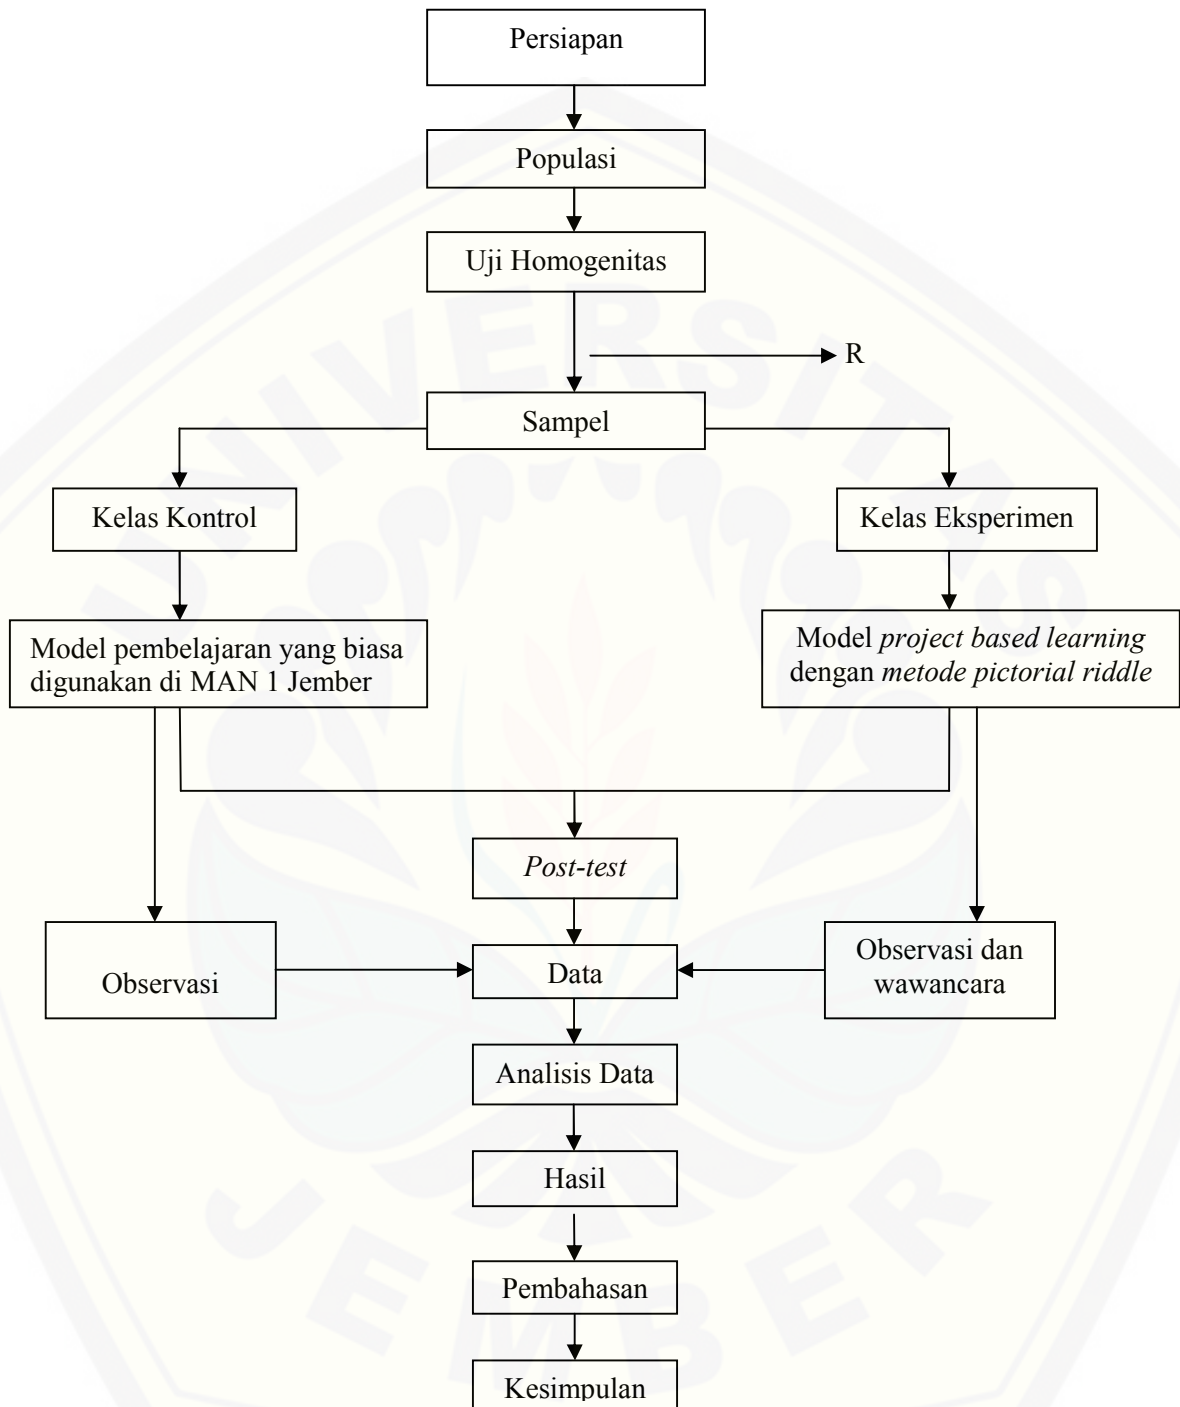 Persiapan
Populasi
Uji Homogenitas
R
Sampel
Kelas Kontrol
Kelas Eksperimen
Model pembelajaran yang biasa
digunakan di MAN 1 Jember
Model project based learning
dengan metode pictorial riddle
Post-test
Observasi
Data
Observasi dan
wawancara
Analisis Data
Hasil
Pembahasan
Kesimpulan
UNIVERSITAS
JEMBER